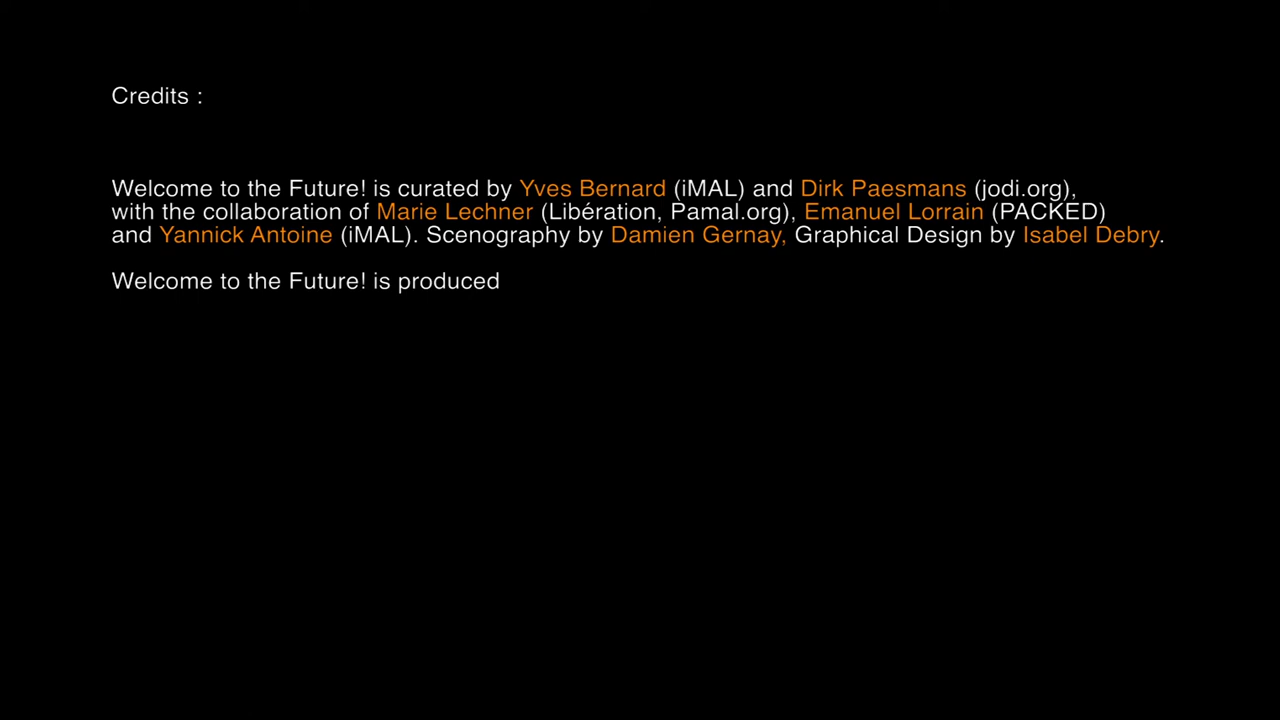 Credits :
Welcome to the Future! is curated by Yves Bernard (iMAL) and Dirk Paesmans (jodi.org),
with the collaboration of Marie Lechner (Libération, Pamal.org), Emanuel Lorrain (PACKED)
and Yannick Antoine (iMAL). Scenography by Damien Gernay, Graphical Design by Isabel Debry.
Welcome to the Future! is produced